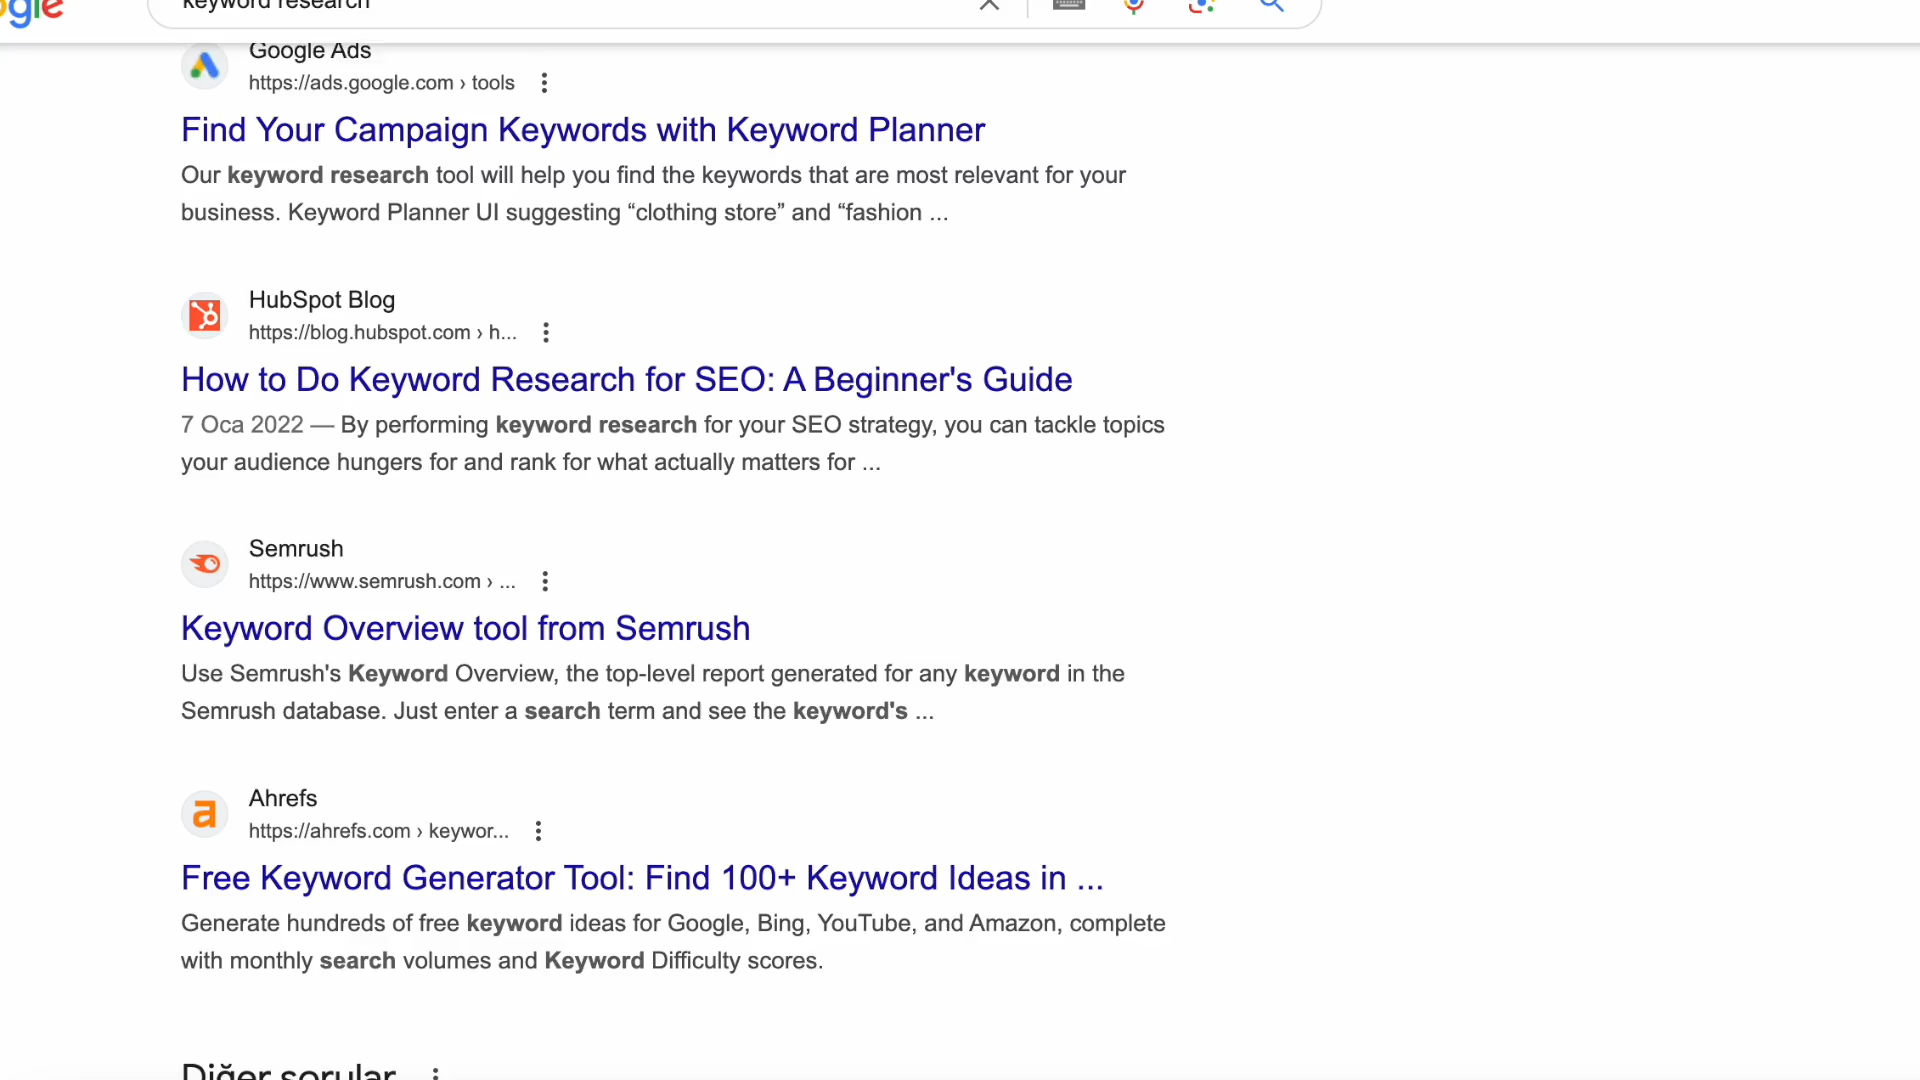 ogle
keyword research
Google Ads
https://ads.google.com › tools
Find Your Campaign Keywords with Keyword Planner
Our keyword research tool will help you find the keywords that are most relevant for your
business. Keyword Planner UI suggesting “clothing store” and “fashion ...
HubSpot Blog
https://blog.hubspot.com › h...
How to Do Keyword Research for SEO: A Beginner's Guide
7 Oca 2022 — By performing keyword research for your SEO strategy, you can tackle topics
your audience hungers for and rank for what actually matters for ...
Semrush
https://www.semrush.com › ...
Keyword Overview tool from Semrush
Use Semrush's Keyword Overview, the top-level report generated for any keyword in the
Semrush database. Just enter a search term and see the keyword's ...
a
Ahrefs
https://ahrefs.com › keywor...
Free Keyword Generator Tool: Find 100+ Keyword Ideas in ...
Generate hundreds of free keyword ideas for Google, Bing, YouTube, and Amazon, complete
with monthly search volumes and Keyword Difficulty scores.
Diğer sorular